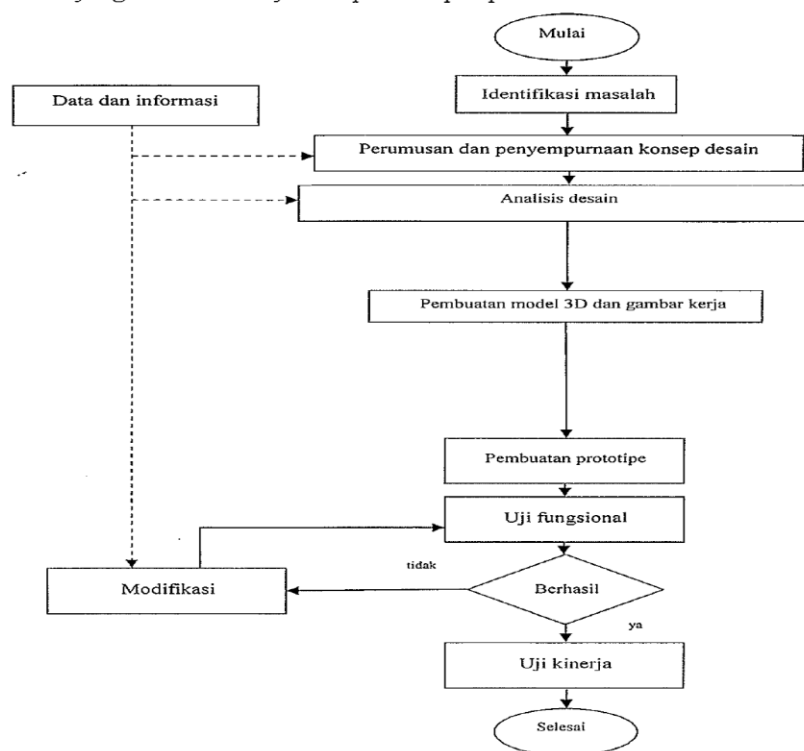 Mulai
Identifikasi masalah
Data dan informasi
Perumusan dan penyempurnaan konsep desain
Analisis desain
Pembuatan model 3D dan gambar kerja
Pembuatan prototipe
Uji fungsional
tidak
Modifikasi
Berhasil
ya
Uji kinerja
Selesai